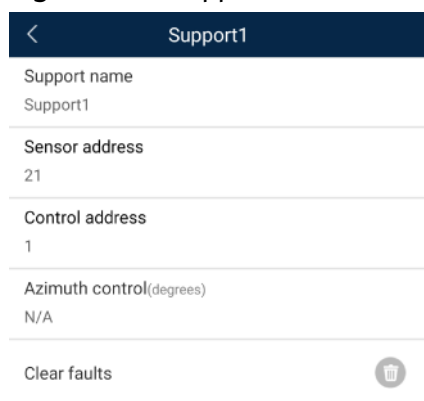 Support1
Support name
Support1
Sensor address
21
Control address
1
Azimuth control(degrees)
N/A
Clear faults